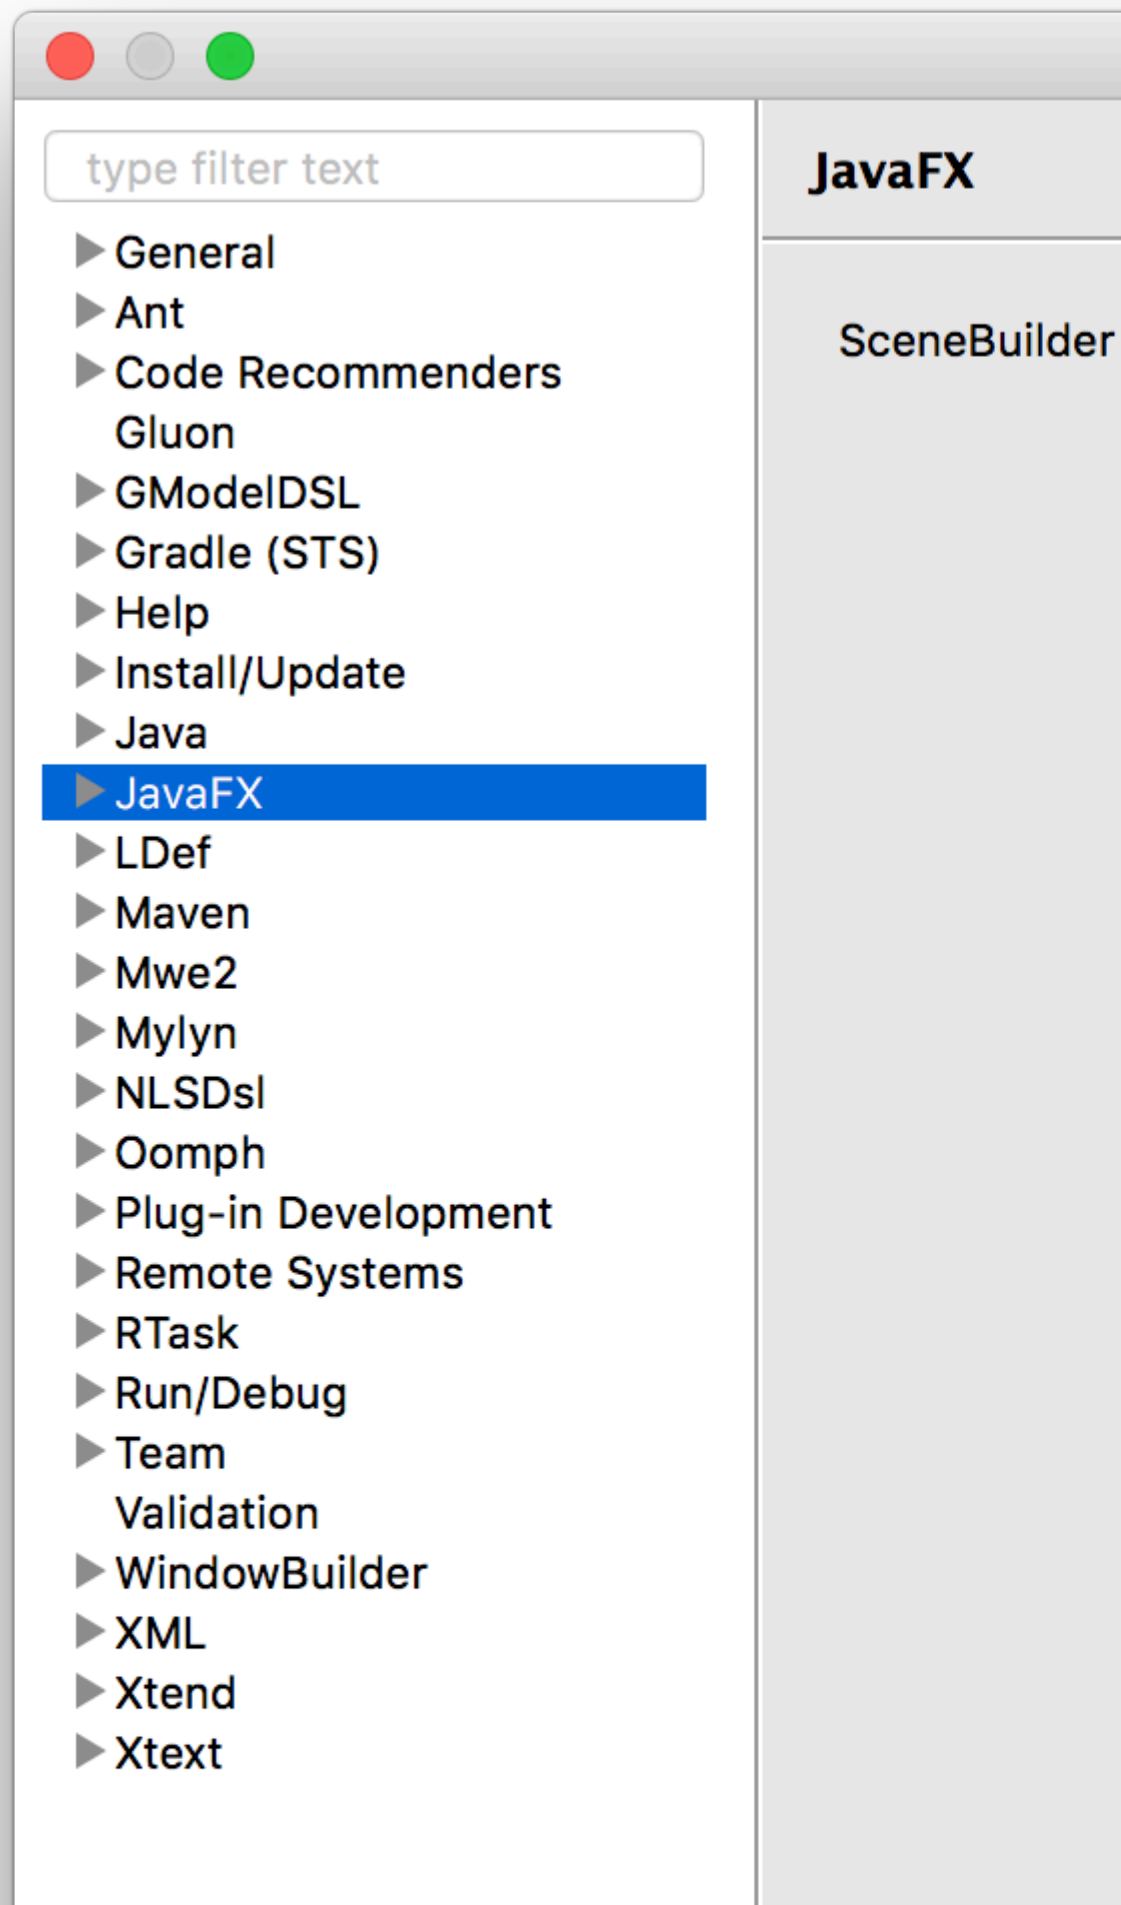 type filter text
General
Ant
Code Recommenders
Gluon
GModelDSL
Gradle (STS)
Help
Install/Update
Java
JavaFX
LDef
Maven
Mwe2
Mylyn
NLSDsl
Oomph
Plug-in Development
Remote Systems
RTask
Run/Debug
Team
Validation
WindowBuilder
XML
Xtend
Xtext
JavaFX
SceneBuilder